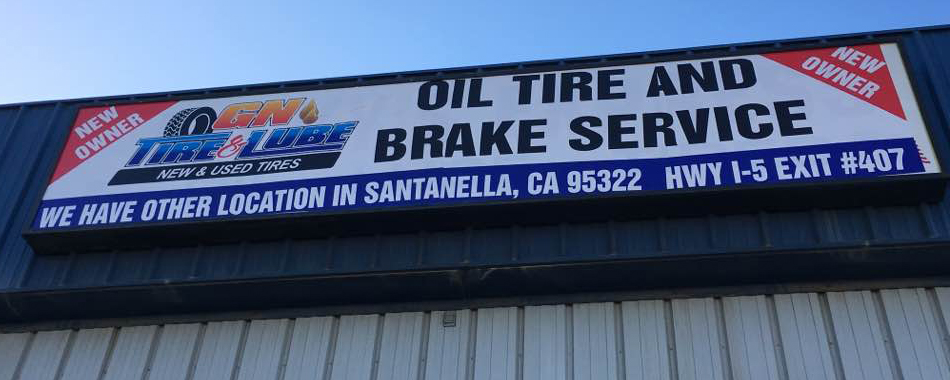 NEW
OWNER
GN
TIRE & LUBE
NEW & USED TIRES
OIL TIRE AND
BRAKE SERVICE
NEW
OWNER
WE HAVE OTHER LOCATION IN SANTANELLA, CA 95322 HWY I-5 EXIT #407